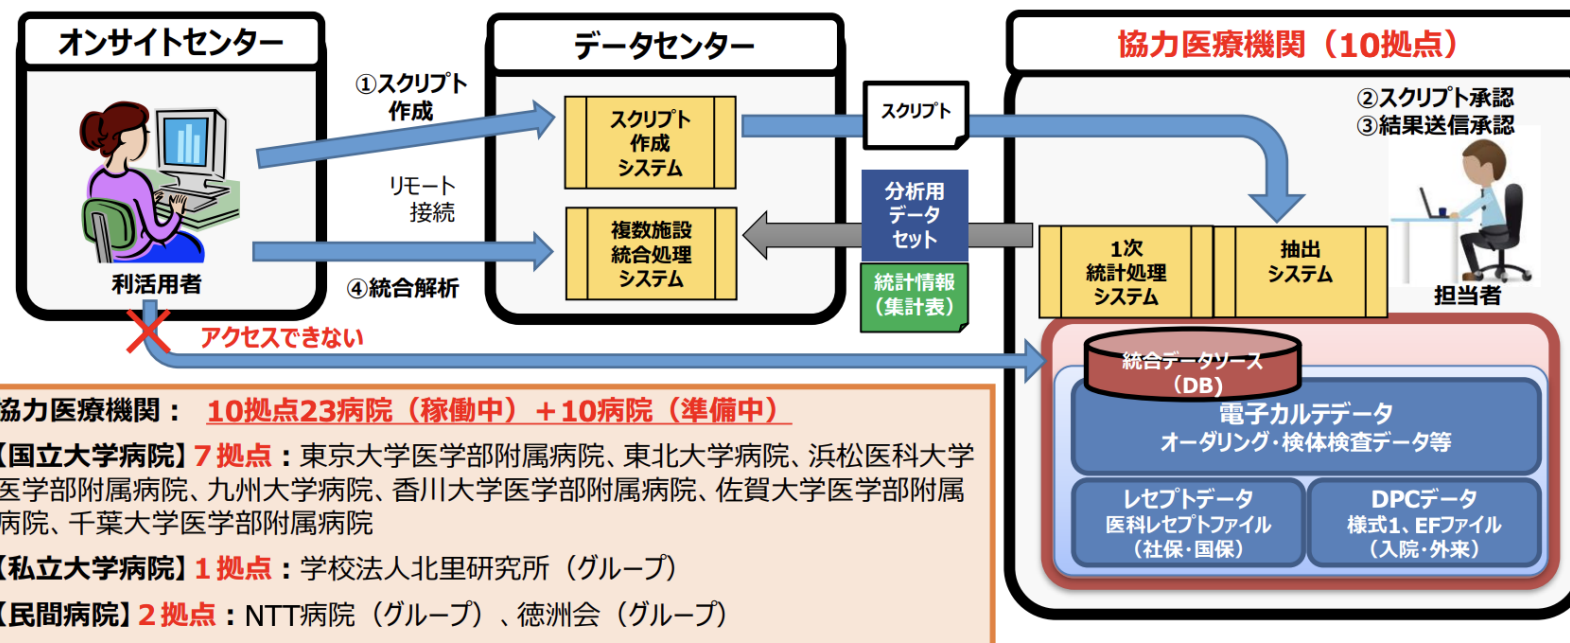 オンサイトセンター
利活用者
①スクリプト
作成
リモート
接続
④統合解析
アクセスできない
データセンター
スクリプト
作成
システム
複数施設
統合処理
システム
スクリプト
分析用
データ
セット
統計情報
（集計表）
協力医療機関（10拠点）
②スクリプト承認
③結果送信承認
担当者
1次
統計処理
システム
抽出
システム
統合データソース
（DB）
電子カルテデータ
オーダリング・検体検査データ等
レセプトデータ
医科レセプトファイル
（社保・国保）
DPCデータ
様式1、EFファイル
（入院・外来）
協力医療機関： 10拠点23病院（稼働中）＋10病院（準備中）
【国立大学病院】７拠点：東京大学医学部附属病院、東北大学病院、浜松医科大学
医学部附属病院、九州大学病院、香川大学医学部附属病院、佐賀大学医学部附属
病院、千葉大学医学部附属病院
【私立大学病院】１拠点：学校法人北里研究所（グループ）
【民間病院】２拠点：NTT病院（グループ）、徳洲会（グループ）